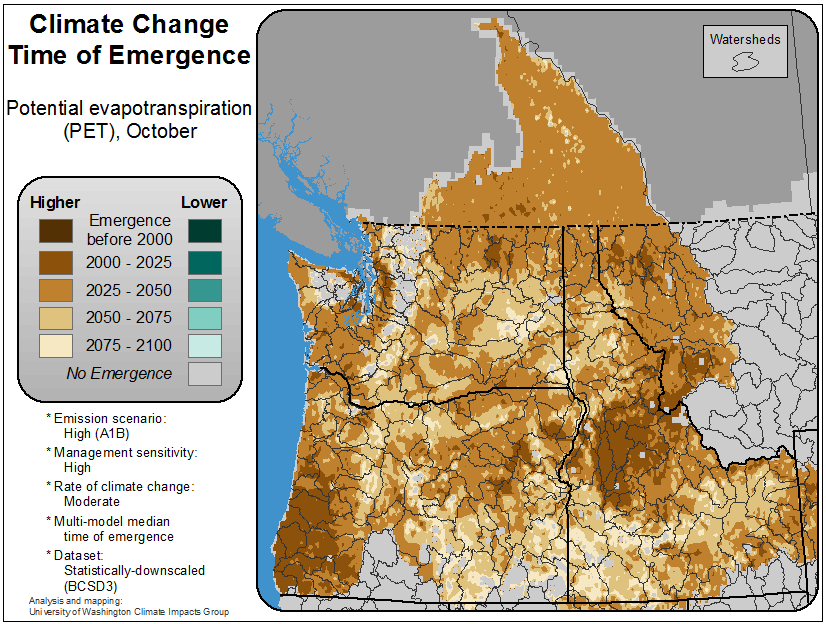 Climate Change
Time of Emergence
Potential evapotranspiration
(PET), October
Higher Lower
Emergence
before 2000
2000 - 2025
2025 - 2050
2050 - 2075
2075 - 2100
No Emergence
* Emission scenario:
High (A1B)
* Management sensitivity:
High
* Rate of climate change:
Moderate
* Multi-model median
time of emergence
* Dataset:
Statistically-downscaled
(BCSD3)
Analysis and mapping:
University of Washington Climate Impacts Group
Watersheds